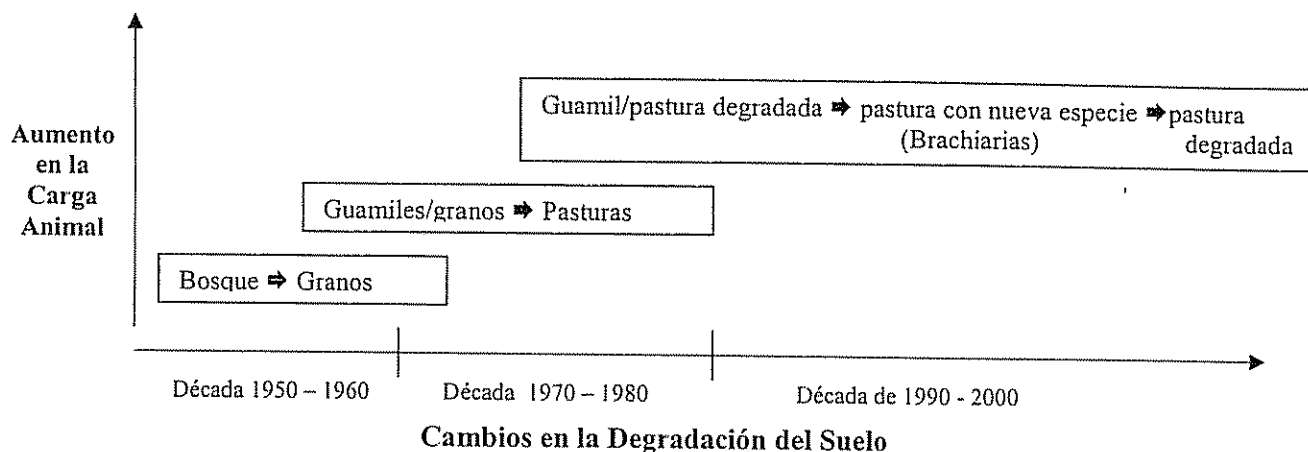 Guamil/pastura degradada ➡ pastura con nueva especie ➡ pastura
(Brachiarias) degradada
Aumento
en la
Carga
Animal
Guamiles/granos ➡ Pasturas
Bosque ➡ Granos
Década 1950 – 1960
Década 1970 – 1980
Década de 1990 - 2000
Cambios en la Degradación del Suelo